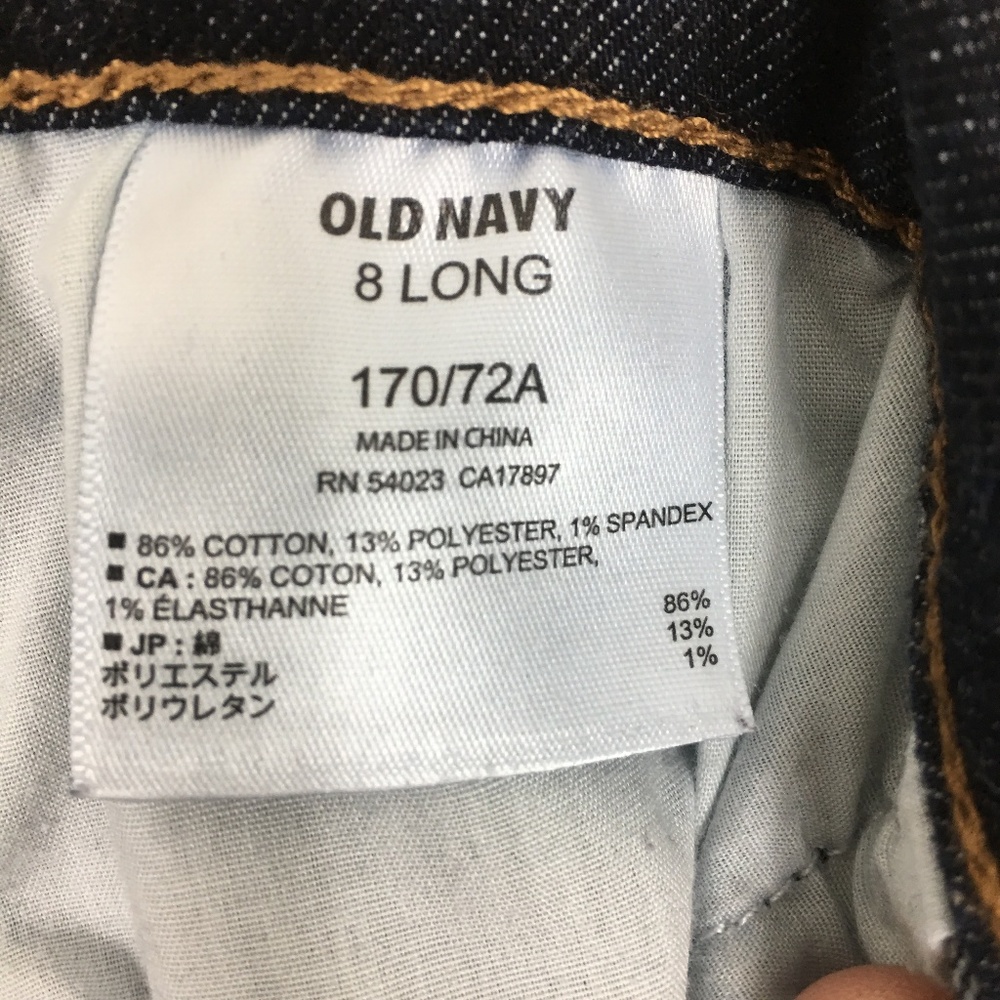 OLD NAVY
8 LONG
170/72A
MADE IN CHINA
RN 54023 CA17897
■ 86% COTTON, 13% POLYESTER, 1% SPANDEX
■ CA : 86% COTON, 13% POLYESTER,
1% ÉLASTHANNE
■ JP : 綿 86%
ポリエステル 13%
ポリウレタン 1%